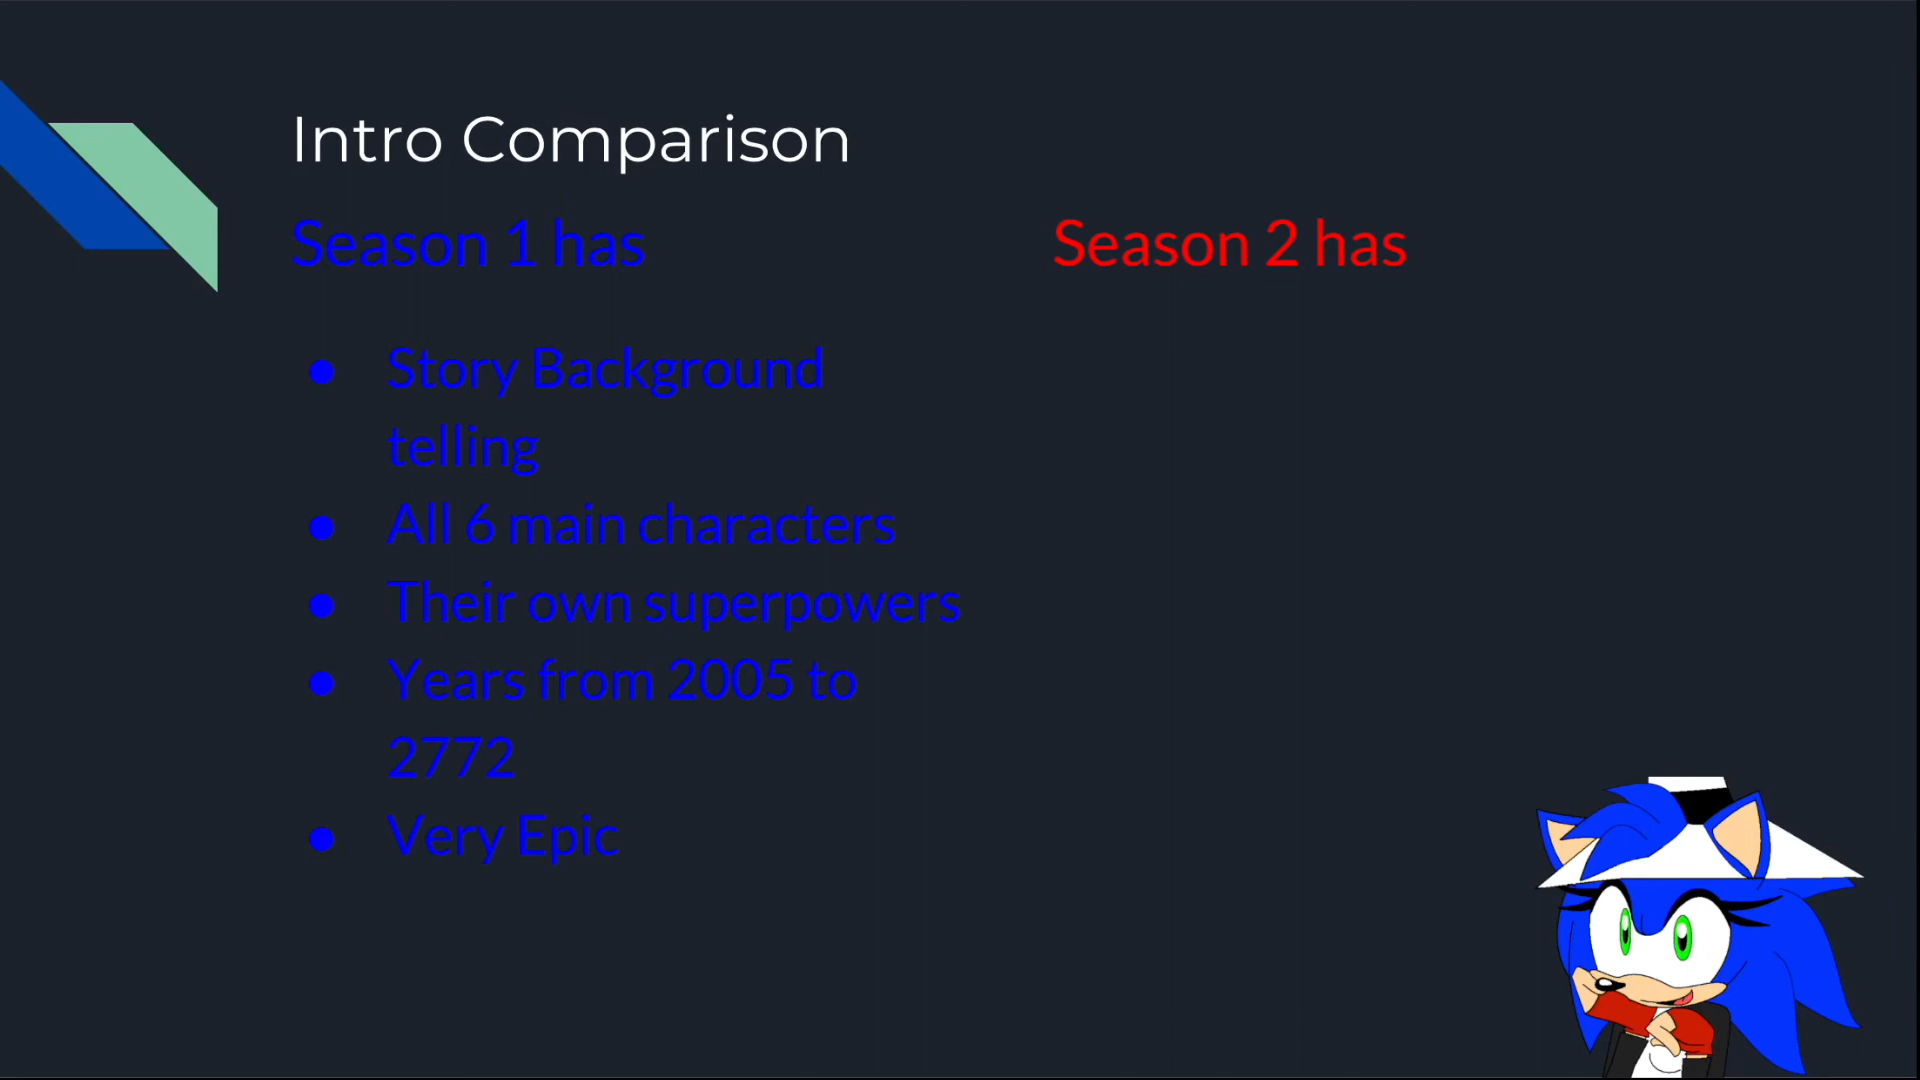 Intro Comparison
Season 1 has
Story Background
telling
All 6 main characters
Their own superpowers
Years from 2005 to
2772
Very Epic
Season 2 has